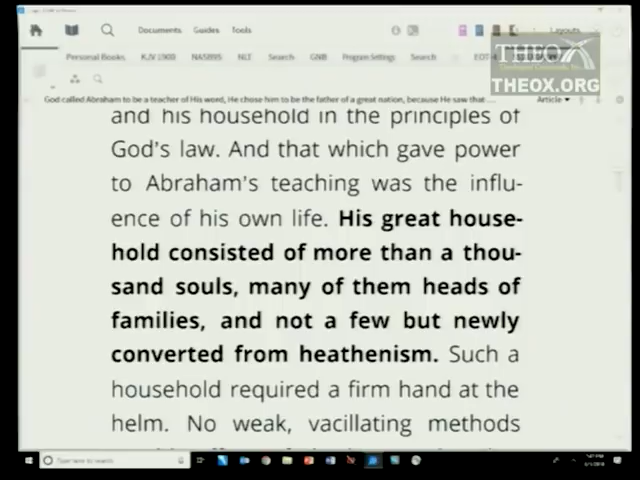 Documents Guides Tools Layouts
Personal Books KJV 1900 NASB95 NLT Search GNB Program Settings Search
THEOX
THEOX.ORG
God called Abraham to be a teacher of His word, He chose him to be the father of a great nation, because He saw that ... Article
and his household in the principles of
God's law. And that which gave power
to Abraham's teaching was the influ-
ence of his own life. His great house-
hold consisted of more than a thou-
sand souls, many of them heads of
families, and not a few but newly
converted from heathenism. Such a
household required a firm hand at the
helm. No weak, vacillating methods
Type here to search